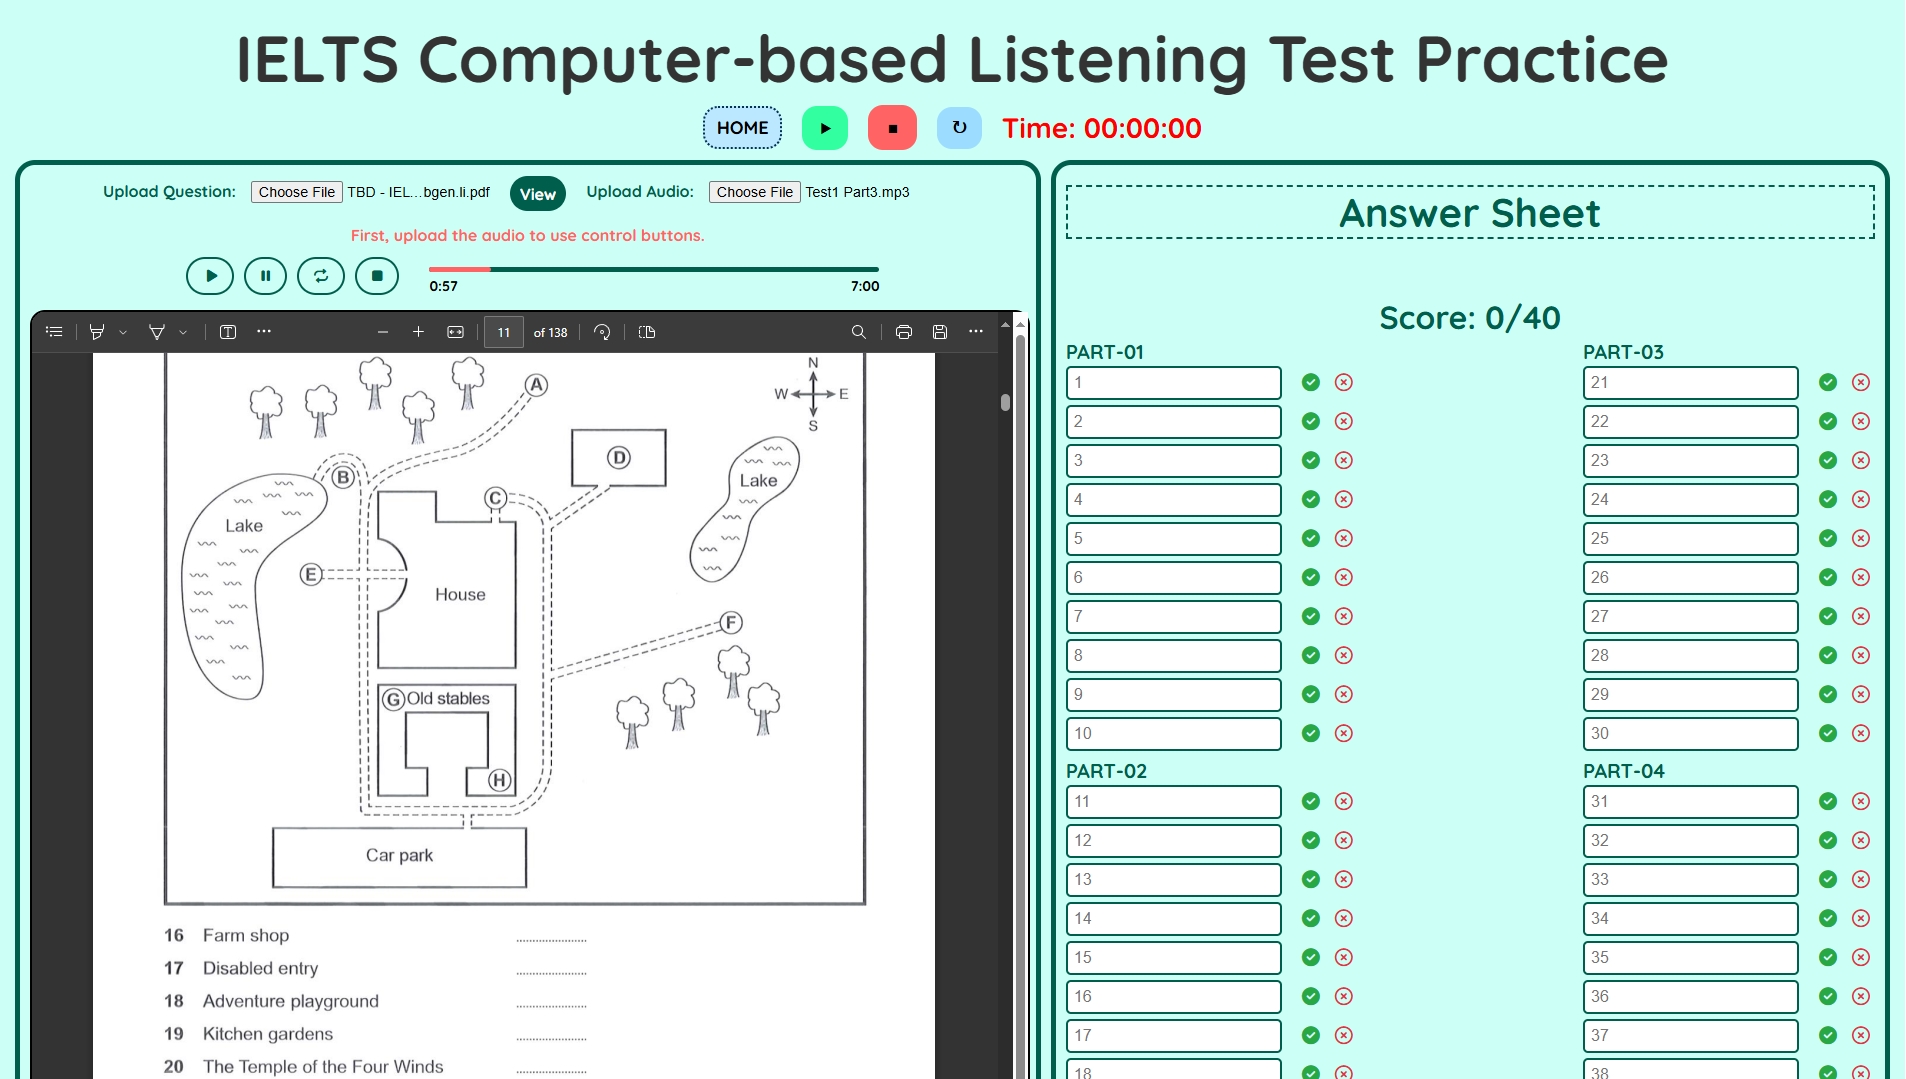 IELTS Computer-based Listening Test Practice
HOME ▶ ■ ↻ Time: 00:00:00
Upload Question: Choose File TBD - IEL...bgen.li.pdf View Upload Audio: Choose File Test1 Part3.mp3
First, upload the audio to use control buttons.
0:57 7:00
11 of 138
N
W E
S
A
B
C
D
E
F
G Old stables
H
Lake
Lake
House
Car park
16 Farm shop ......................
17 Disabled entry ......................
18 Adventure playground ......................
19 Kitchen gardens ......................
20 The Temple of the Four Winds ......................
Answer Sheet
Score: 0/40
PART-01
1
2
3
4
5
6
7
8
9
10
PART-02
11
12
13
14
15
16
17
18
PART-03
21
22
23
24
25
26
27
28
29
30
PART-04
31
32
33
34
35
36
37
38